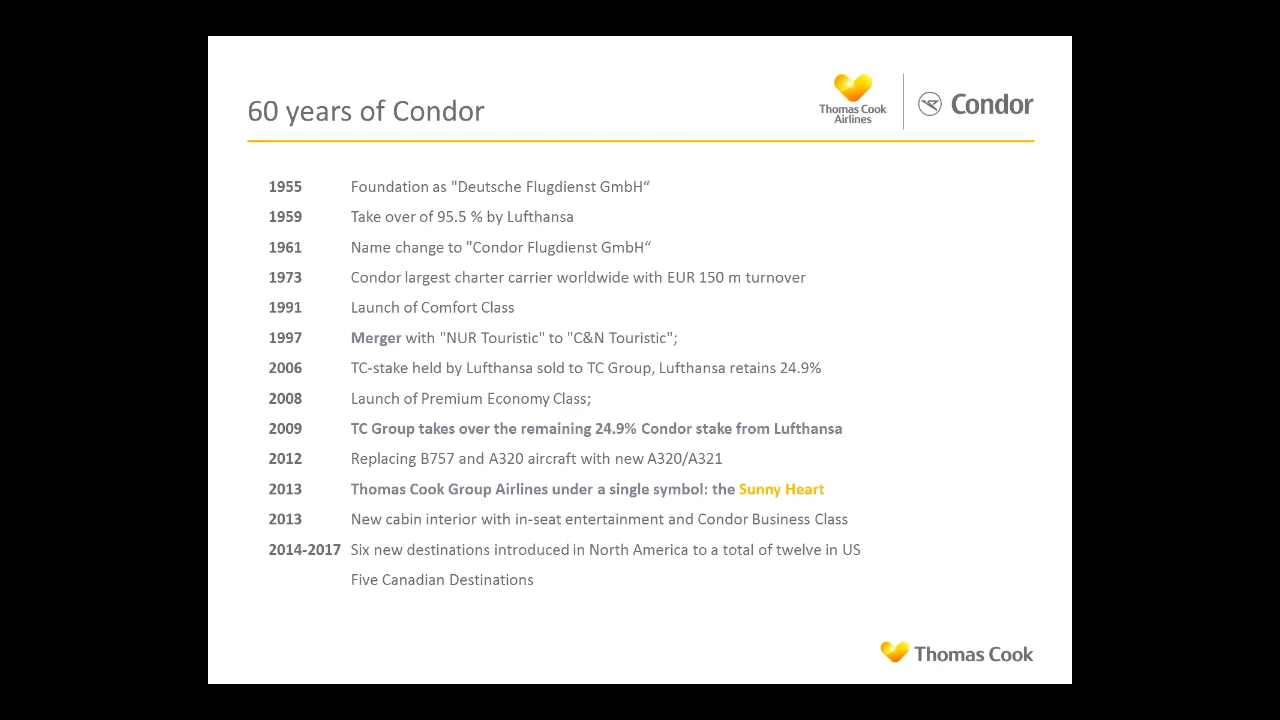 60 years of Condor
Thomas Cook
Airlines
Condor
1955 Foundation as "Deutsche Flugdienst GmbH“
1959 Take over of 95.5 % by Lufthansa
1961 Name change to "Condor Flugdienst GmbH“
1973 Condor largest charter carrier worldwide with EUR 150 m turnover
1991 Launch of Comfort Class
1997 Merger with "NUR Touristic" to "C&N Touristic";
2006 TC-stake held by Lufthansa sold to TC Group, Lufthansa retains 24.9%
2008 Launch of Premium Economy Class;
2009 TC Group takes over the remaining 24.9% Condor stake from Lufthansa
2012 Replacing B757 and A320 aircraft with new A320/A321
2013 Thomas Cook Group Airlines under a single symbol: the Sunny Heart
2013 New cabin interior with in-seat entertainment and Condor Business Class
2014-2017 Six new destinations introduced in North America to a total of twelve in US
Five Canadian Destinations
Thomas Cook